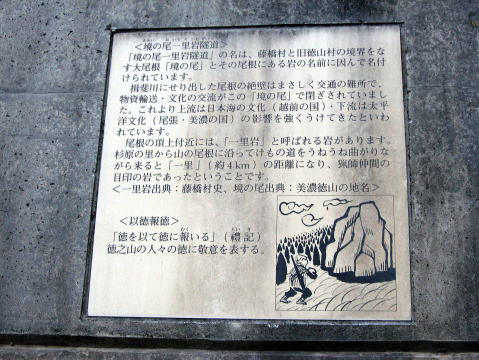 <境の尾一里岩隧道>
「境の尾一里岩隧道」の名は、藤橋村と旧徳山村の境界をな
す大尾根「境の尾」とその尾根にある岩の名前に因んで名付
けられています。
揖斐川にせり出した尾根の絶壁はまさしく交通の難所で、
物資輸送・文化の交流がこの「境の尾」で閉ざされていまし
た。これより上流は日本海の文化(越前の国)・下流は太平
洋文化(尾張・美濃の国)の影響を強くうけてきたといわ
れています。
尾根の頂上付近には、「一里岩」と呼ばれる岩があります。
杉原の里から山の尾根に沿ってけもの道をうねうね曲がりな
がら来ると「一里」(約4km)の距離になり、猟師仲間の
目印の岩であったということです。
<一里岩出典:藤橋村史、境の尾出典:美濃徳山の地名>
<以徳報徳>
「徳を以て徳に報いる」(禮記)
徳之山の人々の徳に敬意を表する。